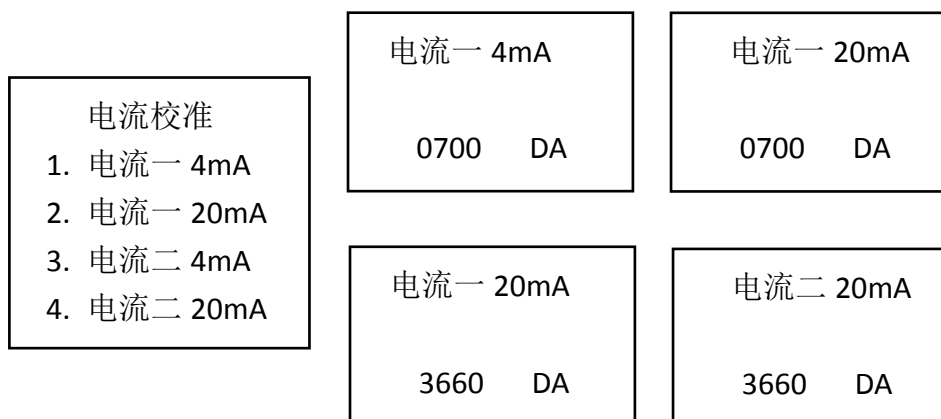 电流校准
1. 电流一 4mA
2. 电流一 20mA
3. 电流二 4mA
4. 电流二 20mA
电流一 4mA
0700 DA
电流一 20mA
0700 DA
电流一 20mA
3660 DA
电流二 20mA
3660 DA